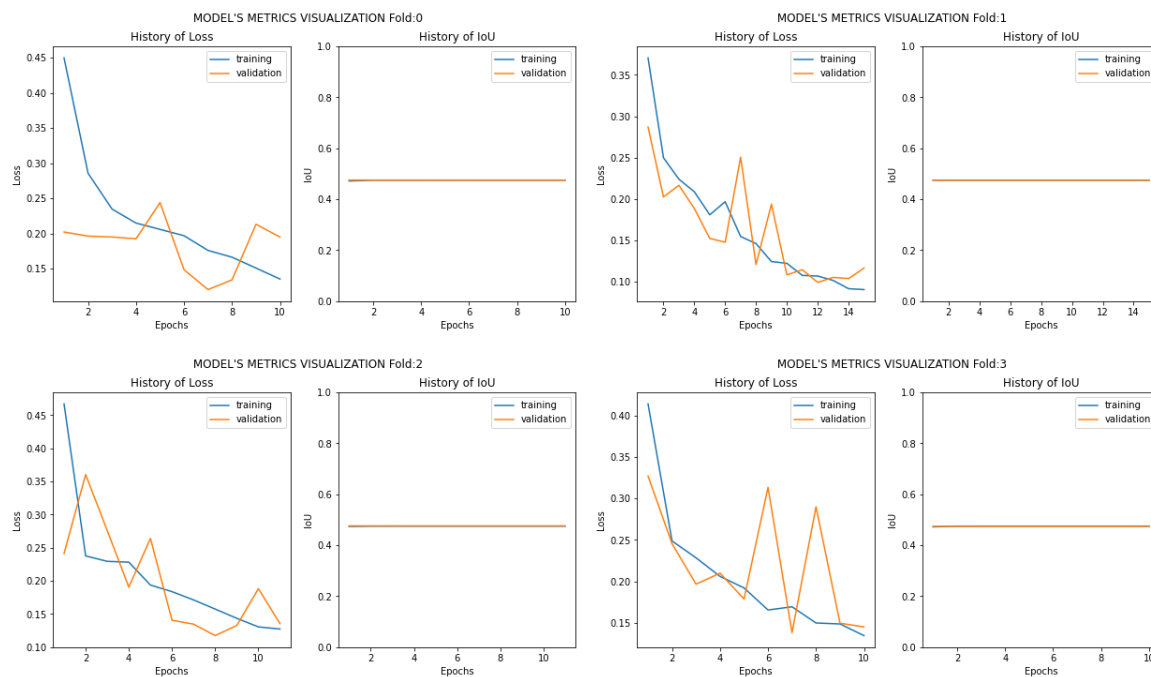 MODEL'S METRICS VISUALIZATION Fold:0
History of Loss
training
validation
0.45
0.40
0.35
0.30
0.25
0.20
0.15
Loss
2 4 6 8 10
Epochs
History of IoU
training
validation
1.0
0.8
0.6
0.4
0.2
0.0
IoU
2 4 6 8 10
Epochs
MODEL'S METRICS VISUALIZATION Fold:1
History of Loss
training
validation
0.35
0.30
0.25
0.20
0.15
0.10
Loss
2 4 6 8 10 12 14
Epochs
History of IoU
training
validation
1.0
0.8
0.6
0.4
0.2
0.0
IoU
2 4 6 8 10 12 14
Epochs
MODEL'S METRICS VISUALIZATION Fold:2
History of Loss
training
validation
0.45
0.40
0.35
0.30
0.25
0.20
0.15
0.10
Loss
2 4 6 8 10
Epochs
History of IoU
training
validation
1.0
0.8
0.6
0.4
0.2
0.0
IoU
2 4 6 8 10
Epochs
MODEL'S METRICS VISUALIZATION Fold:3
History of Loss
training
validation
0.40
0.35
0.30
0.25
0.20
0.15
Loss
2 4 6 8 10
Epochs
History of IoU
training
validation
1.0
0.8
0.6
0.4
0.2
0.0
IoU
2 4 6 8 10
Epochs